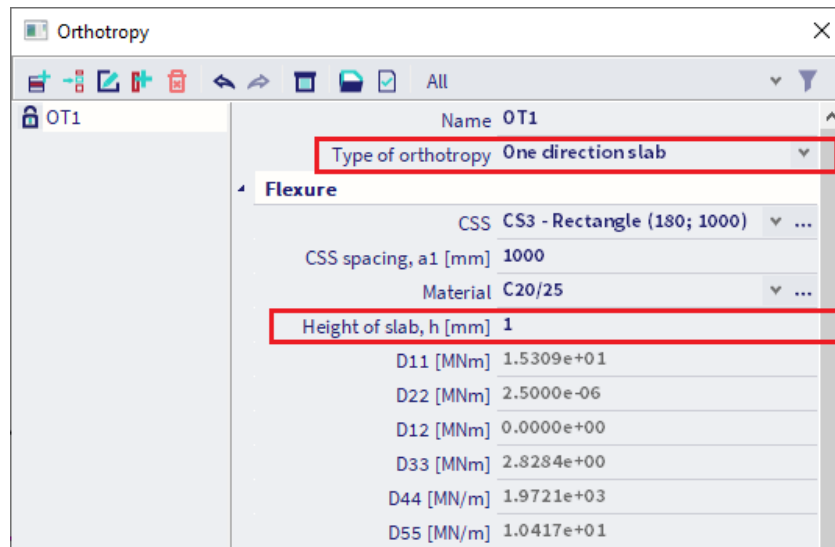 Orthotropy
All
OT1
Name OT1
Type of orthotropy One direction slab
Flexure
CSS CS3 - Rectangle (180; 1000) ...
CSS spacing, a1 [mm] 1000
Material C20/25 ...
Height of slab, h [mm] 1
D11 [MNm] 1.5309e+01
D22 [MNm] 2.5000e-06
D12 [MNm] 0.0000e+00
D33 [MNm] 2.8284e+00
D44 [MN/m] 1.9721e+03
D55 [MN/m] 1.0417e+01